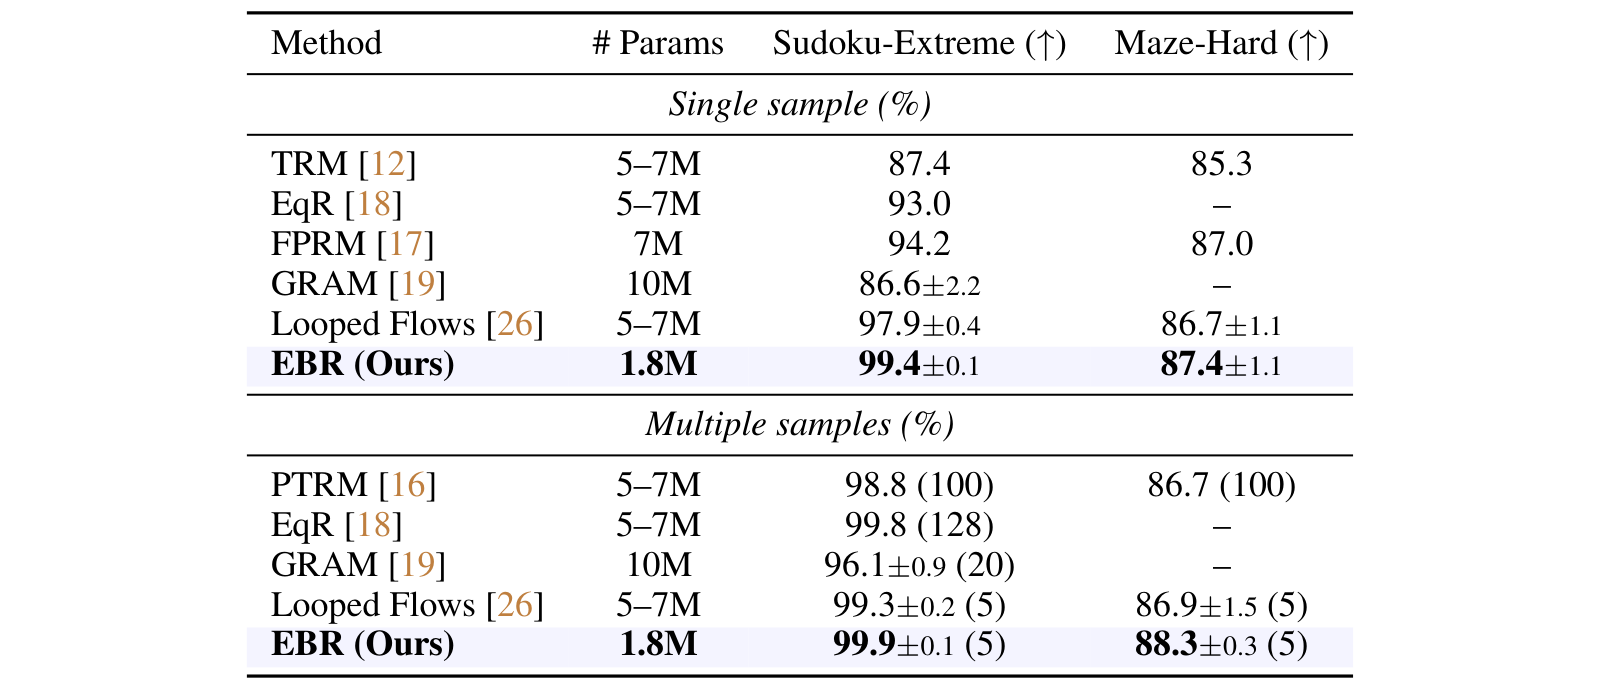 Method # Params Sudoku-Extreme (↑) Maze-Hard (↑)
Single sample (%)
TRM [12] 5–7M 87.4 85.3
EqR [18] 5–7M 93.0 –
FPRM [17] 7M 94.2 87.0
GRAM [19] 10M 86.6±2.2 –
Looped Flows [26] 5–7M 97.9±0.4 86.7±1.1
EBR (Ours) 1.8M 99.4±0.1 87.4±1.1
Multiple samples (%)
PTRM [16] 5–7M 98.8 (100) 86.7 (100)
EqR [18] 5–7M 99.8 (128) –
GRAM [19] 10M 96.1±0.9 (20) –
Looped Flows [26] 5–7M 99.3±0.2 (5) 86.9±1.5 (5)
EBR (Ours) 1.8M 99.9±0.1 (5) 88.3±0.3 (5)